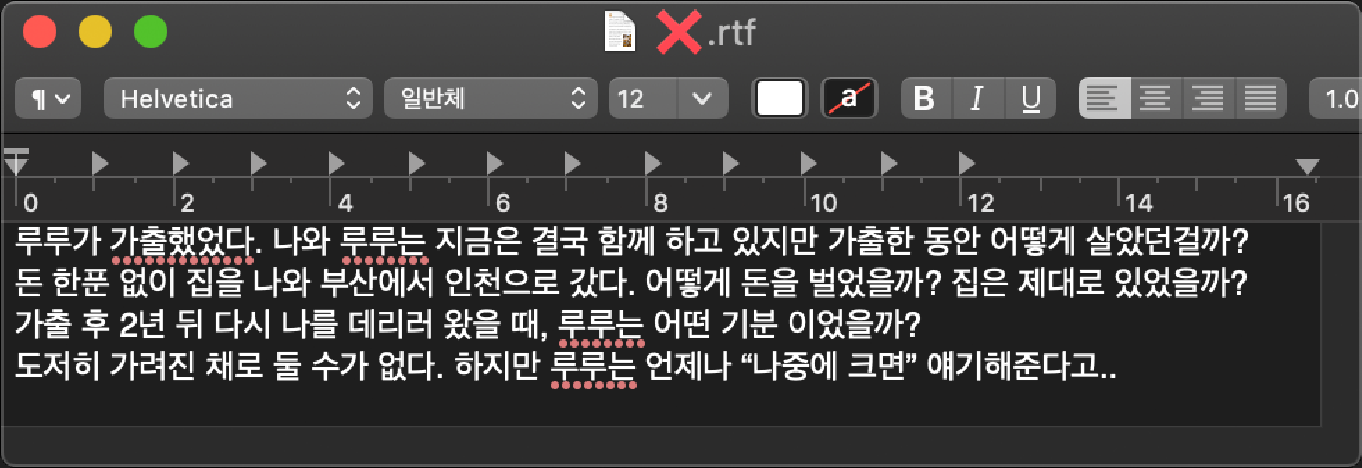 ❌.rtf
¶ Helvetica 일반체 12 a B I U 1.0
0 2 4 6 8 10 12 14 16
루루가 가출했었다. 나와 루루는 지금은 결국 함께 하고 있지만 가출한 동안 어떻게 살았던걸까?
돈 한푼 없이 집을 나와 부산에서 인천으로 갔다. 어떻게 돈을 벌었을까? 집은 제대로 있었을까?
가출 후 2년 뒤 다시 나를 데리러 왔을 때, 루루는 어떤 기분 이었을까?
도저히 가려진 채로 둘 수가 없다. 하지만 루루는 언제나 “나중에 크면” 얘기해준다고..